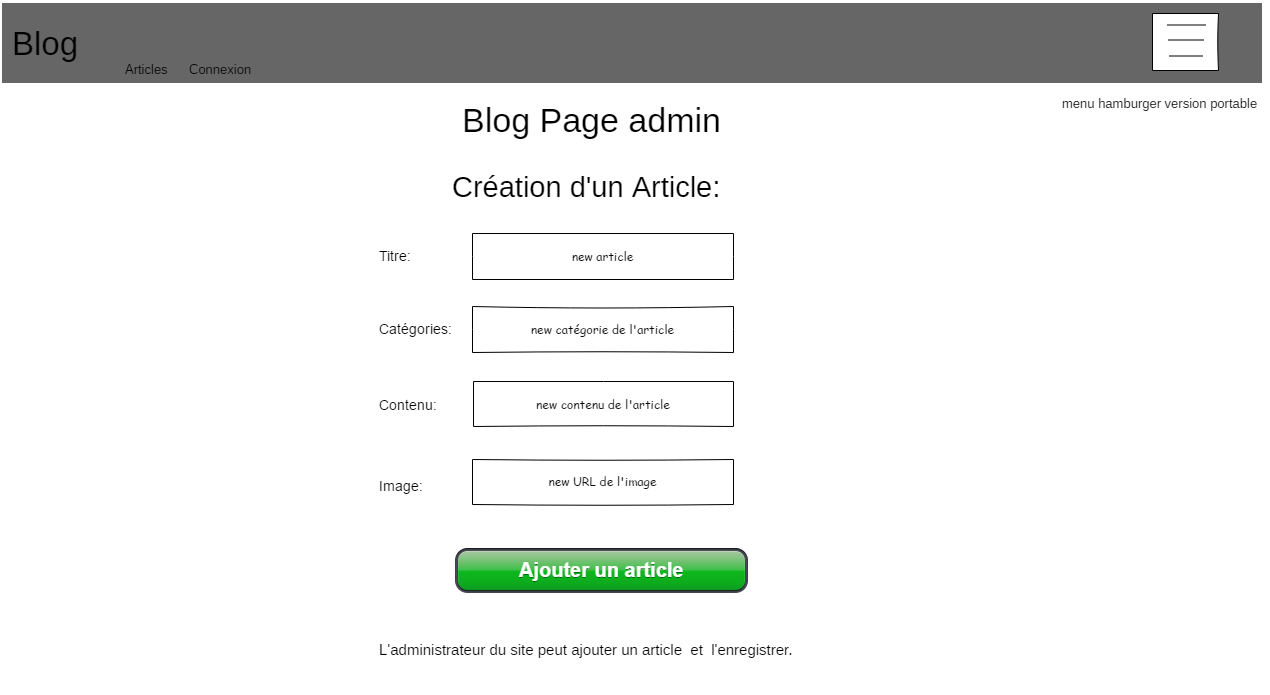 Blog
Articles Connexion
menu hamburger version portable
Blog Page admin
Création d'un Article:
Titre: new article
Catégories: new catégorie de l'article
Contenu: new contenu de l'article
Image: new URL de l'image
Ajouter un article
L'administrateur du site peut ajouter un article et l'enregistrer.